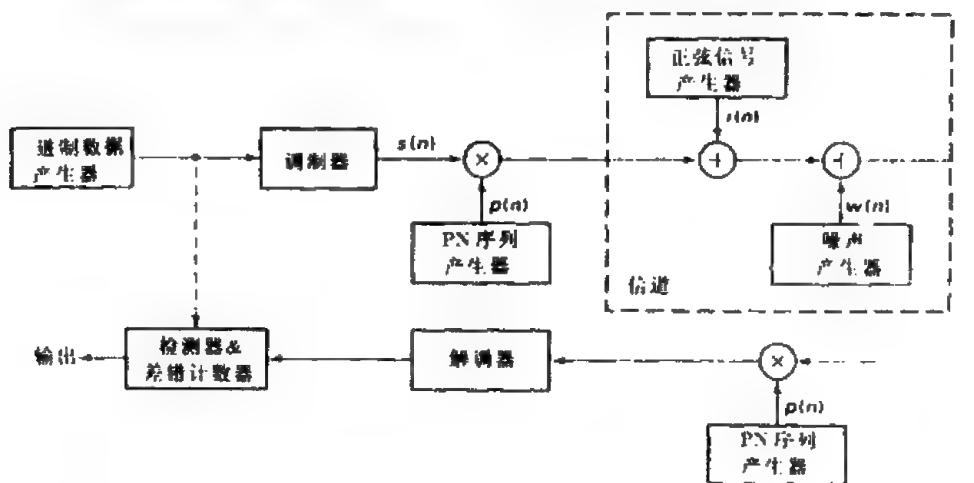 正弦信号
产生器
i(n)
进制数据
产生器
调制器
s(n)
p(n)
PN序列
产生器
w(n)
噪声
产生器
信道
输出
检测器&
差错计数器
解调器
p(n)
PN序列
产生器